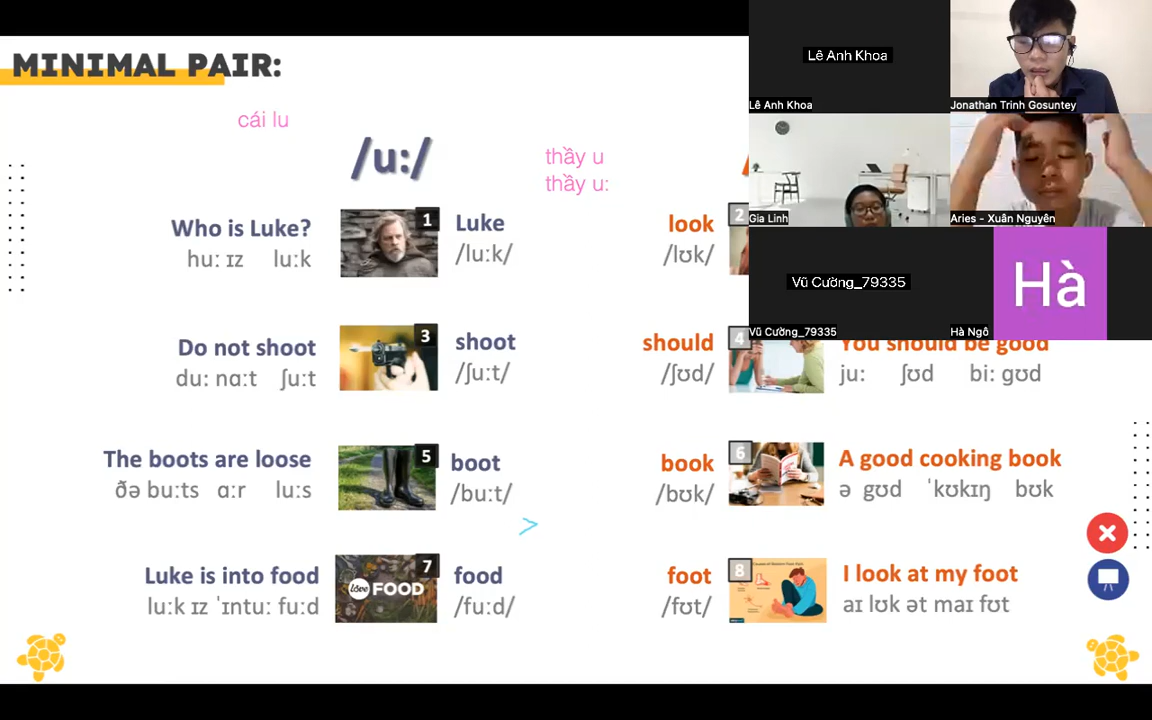 MINIMAL PAIR:
cái lu
/u:/
thầy u
thầy u:
Who is Luke?
hu: ɪz lu:k
1
Luke
/lu:k/
look
/lʊk/
2
Do not shoot
du: nɑ:t ʃu:t
3
shoot
/ʃu:t/
should
/ʃʊd/
4
You should be good
ju: ʃʊd bi: gʊd
The boots are loose
ðə bu:ts ɑ:r lu:s
5
boot
/bu:t/
book
/bʊk/
6
A good cooking book
ə gʊd ˈkʊkɪŋ bʊk
Luke is into food
lu:k ɪz ˈɪntu: fu:d
love FOOD
7
food
/fu:d/
foot
/fʊt/
8
I look at my foot
aɪ lʊk ət maɪ fʊt
Lê Anh Khoa
Lê Anh Khoa
Jonathan Trinh Gosuntey
Gia Linh
Aries - Xuân Nguyên
Vũ Cường_79335
Vũ Cường_79335
Hà
Hà Ngô